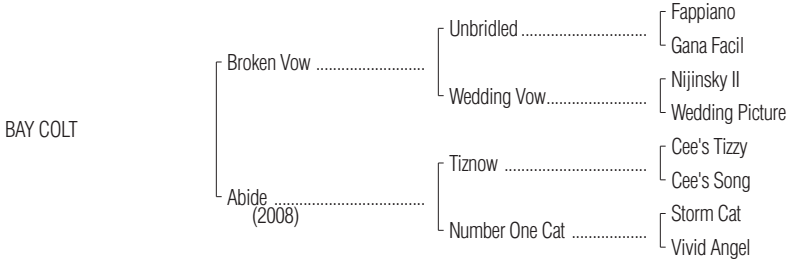 Fappiano
Unbridled
Gana Facil
Broken Vow
Nijinsky II
Wedding Vow
Wedding Picture
BAY COLT
Cee's Tizzy
Tiznow
Cee's Song
Abide
(2008)
Storm Cat
Number One Cat
Vivid Angel